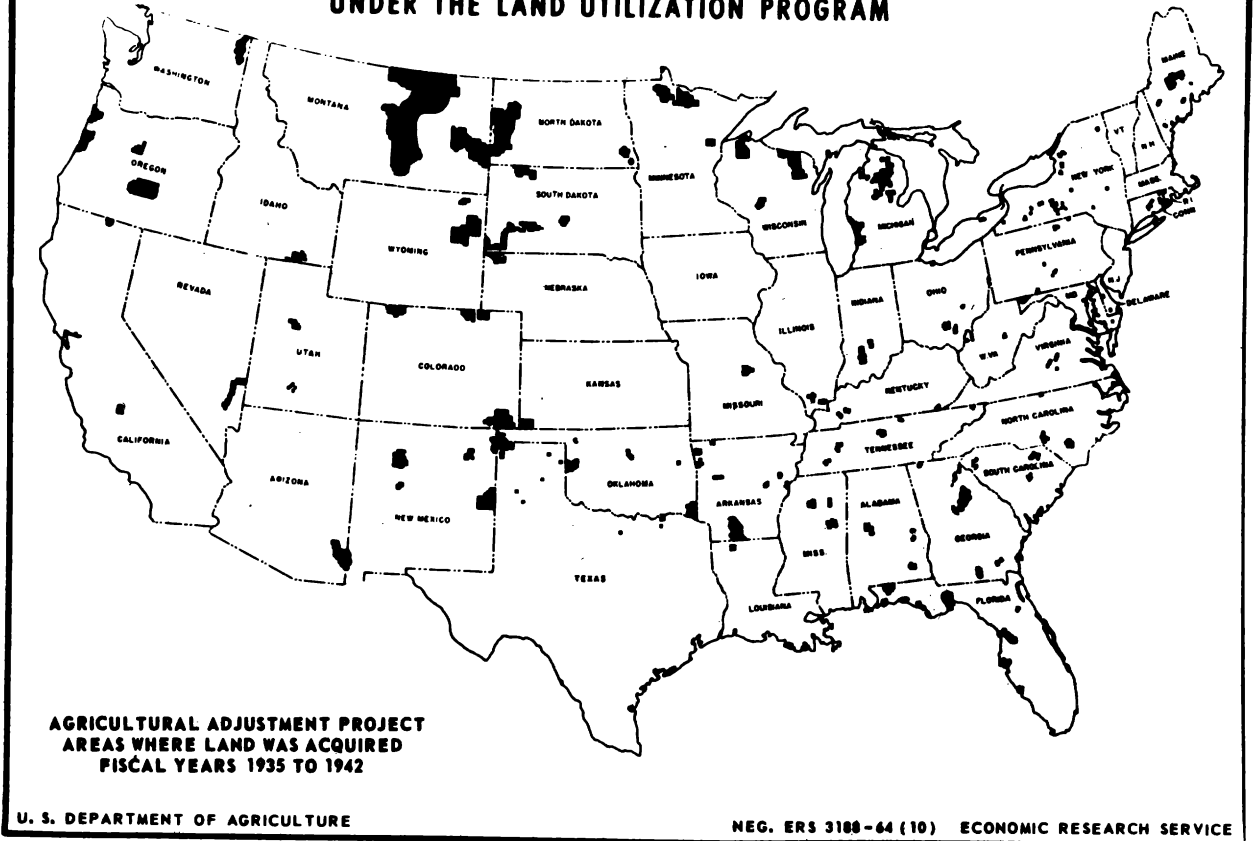 UNDER THE LAND UTILIZATION PROGRAM
WASHINGTON
MONTANA
NORTH DAKOTA
MAINE
VT
N H
OREGON
IDAHO
SOUTH DAKOTA
MINNESOTA
WISCONSIN
MICHIGAN
NEW YORK
MASS.
R I
CONN
WYOMING
IOWA
PENNSYLVANIA
NEVADA
NEBRASKA
ILLINOIS
INDIANA
OHIO
N J
MD
DELAWARE
UTAH
COLORADO
KANSAS
MISSOURI
KENTUCKY
W.VA
VIRGINIA
CALIFORNIA
ARIZONA
NEW MEXICO
OKLAHOMA
ARKANSAS
TENNESSEE
NORTH CAROLINA
SOUTH CAROLINA
TEXAS
LOUISIANA
MISS.
ALABAMA
GEORGIA
FLORIDA
AGRICULTURAL ADJUSTMENT PROJECT
AREAS WHERE LAND WAS ACQUIRED
FISCAL YEARS 1935 TO 1942
U. S. DEPARTMENT OF AGRICULTURE
NEG. ERS 3188-64 (10) ECONOMIC RESEARCH SERVICE